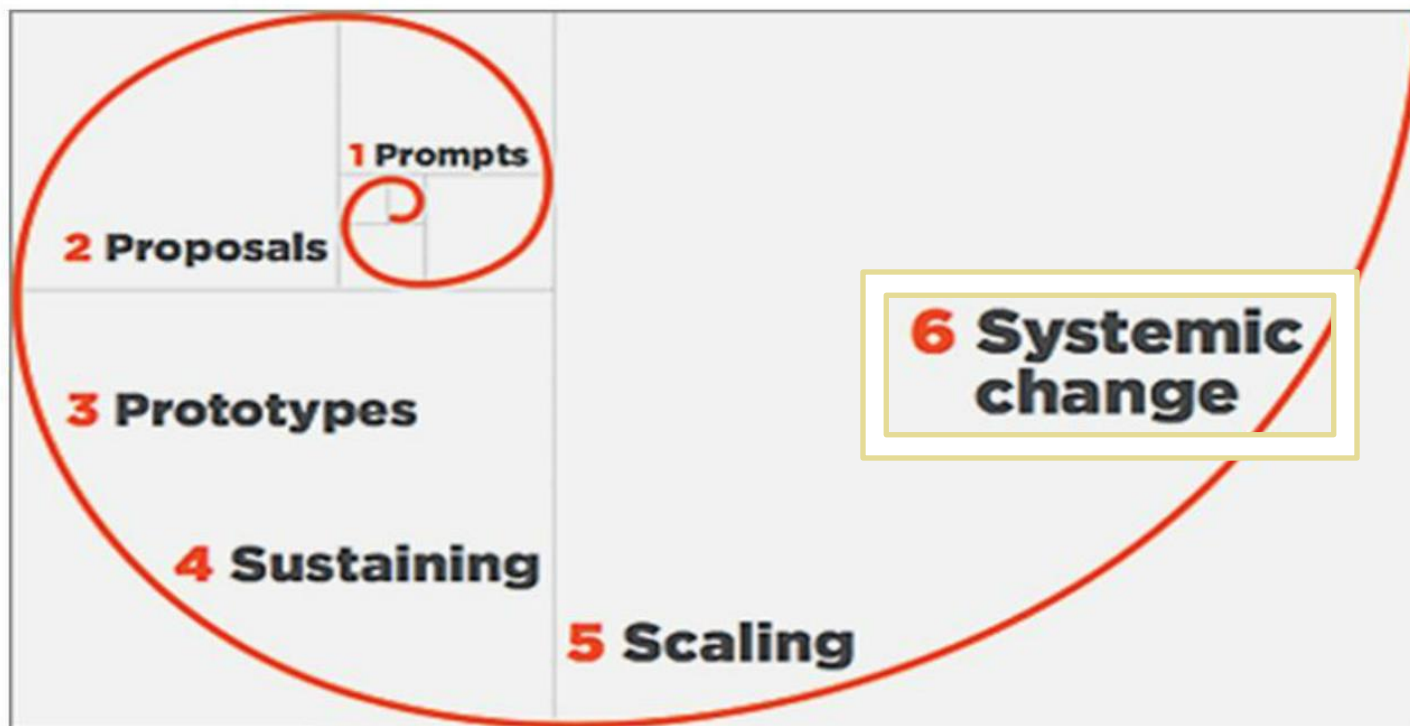 1 Prompts
2 Proposals
3 Prototypes
4 Sustaining
5 Scaling
6 Systemic
change